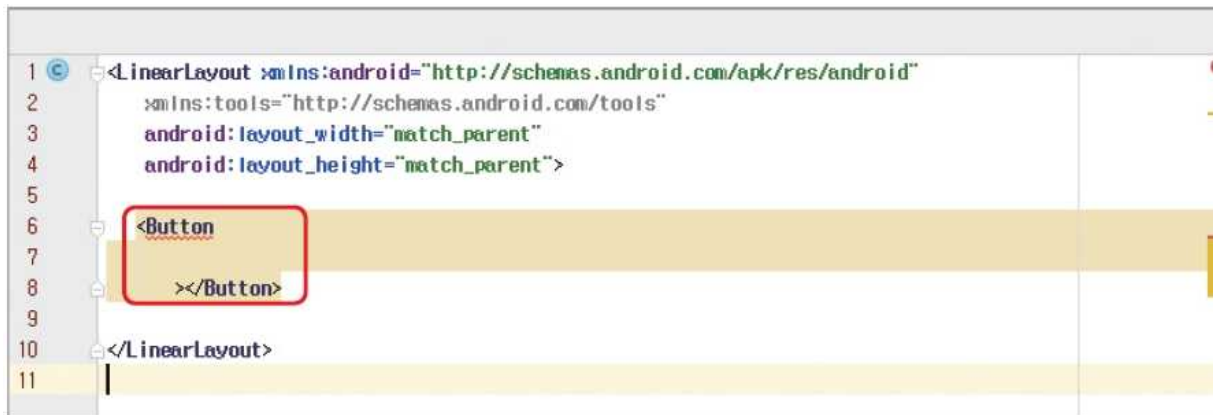 1 C <LinearLayout xmlns:android="http://schemas.android.com/apk/res/android"
2 xmlns:tools="http://schemas.android.com/tools"
3 android:layout_width="match_parent"
4 android:layout_height="match_parent">
5
6 <Button
7
8 ></Button>
9
10 </LinearLayout>
11